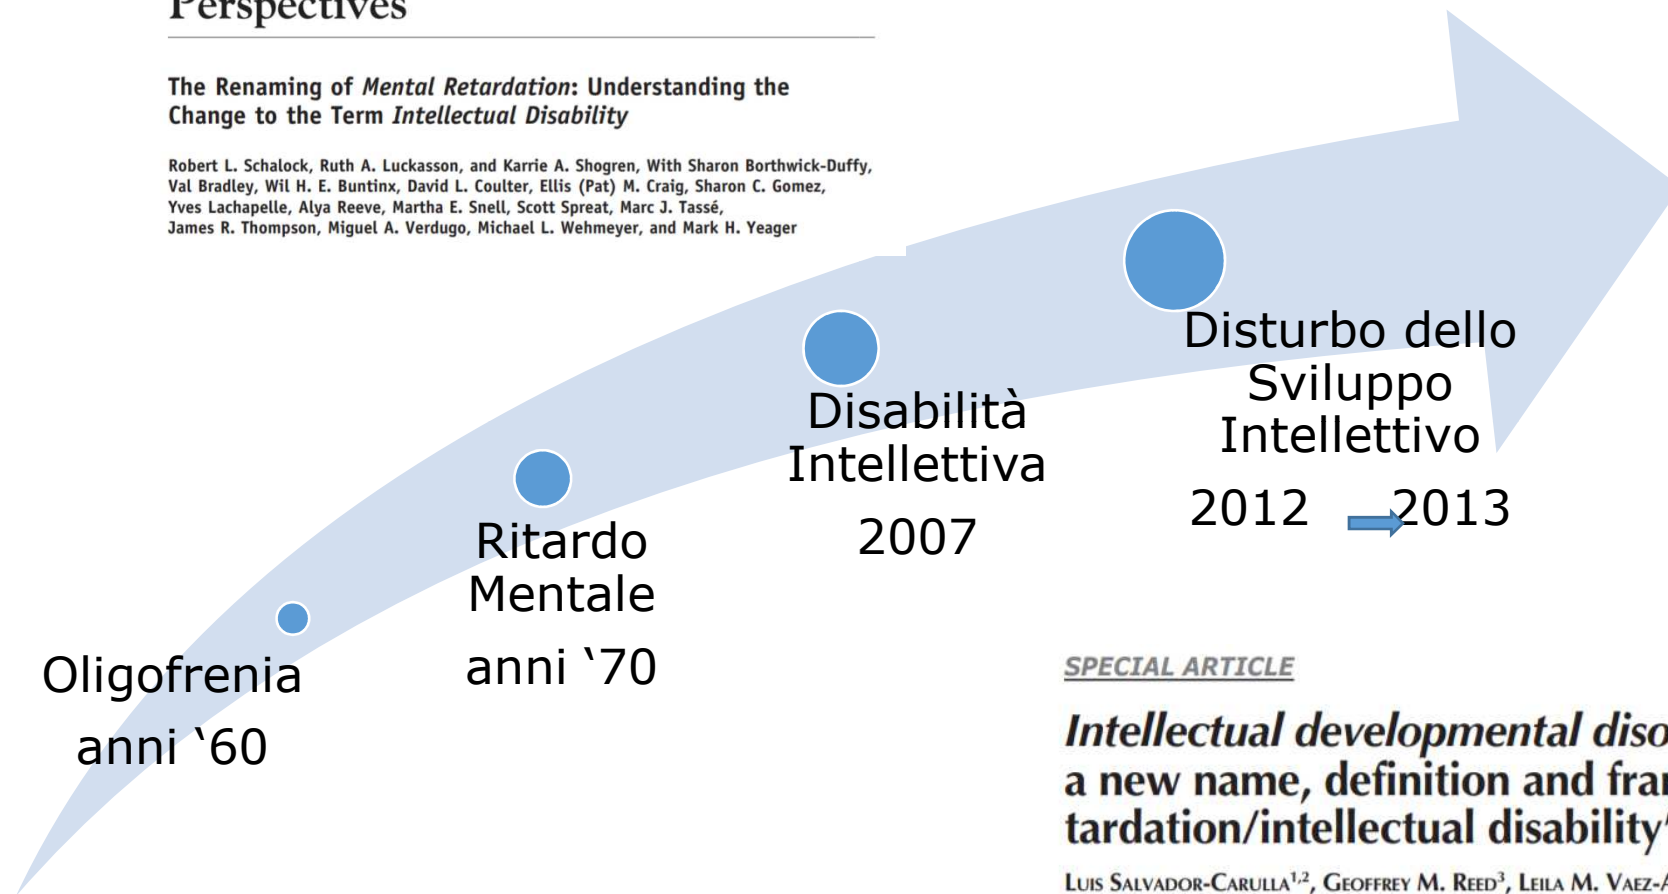 Perspectives
The Renaming of Mental Retardation: Understanding the
Change to the Term Intellectual Disability
Robert L. Schalock, Ruth A. Luckasson, and Karrie A. Shogren, With Sharon Borthwick-Duffy,
Val Bradley, Wil H. E. Buntinx, David L. Coulter, Ellis (Pat) M. Craig, Sharon C. Gomez,
Yves Lachapelle, Alya Reeve, Martha E. Snell, Scott Spreat, Marc J. Tassé,
James R. Thompson, Miguel A. Verdugo, Michael L. Wehmeyer, and Mark H. Yeager
Oligofrenia
anni ‘60
Ritardo
Mentale
anni ‘70
Disabilità
Intellettiva
2007
Disturbo dello
Sviluppo
Intellettivo
2012 2013
SPECIAL ARTICLE
Intellectual developmental
a new name, definition and
tardation/intellectual disability”
LUIS SALVADOR-CARULLA1,2, GEOFFREY M. REED3, LEILA M.